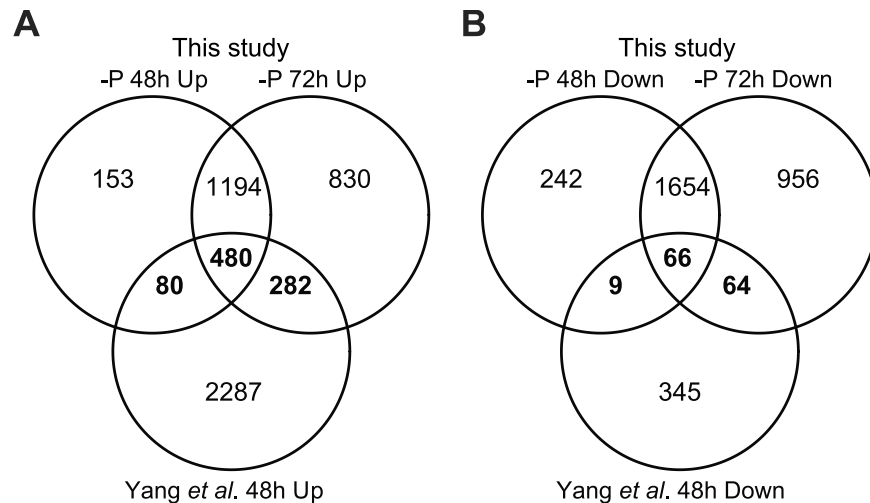 A
This study
-P 48h Up
-P 72h Up
153
1194
830
480
80
282
2287
Yang et al. 48h Up
B
This study
-P 48h Down
-P 72h Down
242
1654
956
66
9
64
345
Yang et al. 48h Down